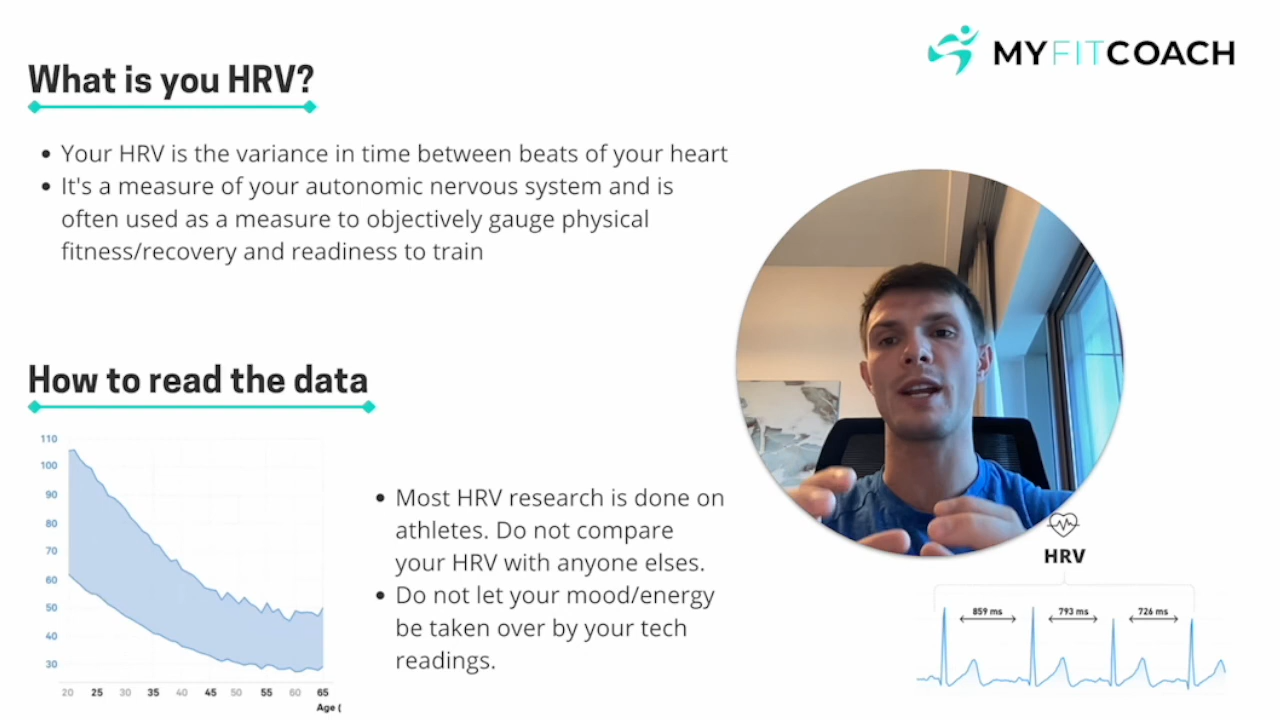 MYFITCOACH
What is you HRV?
• Your HRV is the variance in time between beats of your heart
• It's a measure of your autonomic nervous system and is
often used as a measure to objectively gauge physical
fitness/recovery and readiness to train
How to read the data
110
100
90
80
70
60
50
40
30
20 25 30 35 40 45 50 55 60 65
Age (
• Most HRV research is done on
athletes. Do not compare
your HRV with anyone elses.
• Do not let your mood/energy
be taken over by your tech
readings.
HRV
859 ms 793 ms 726 ms